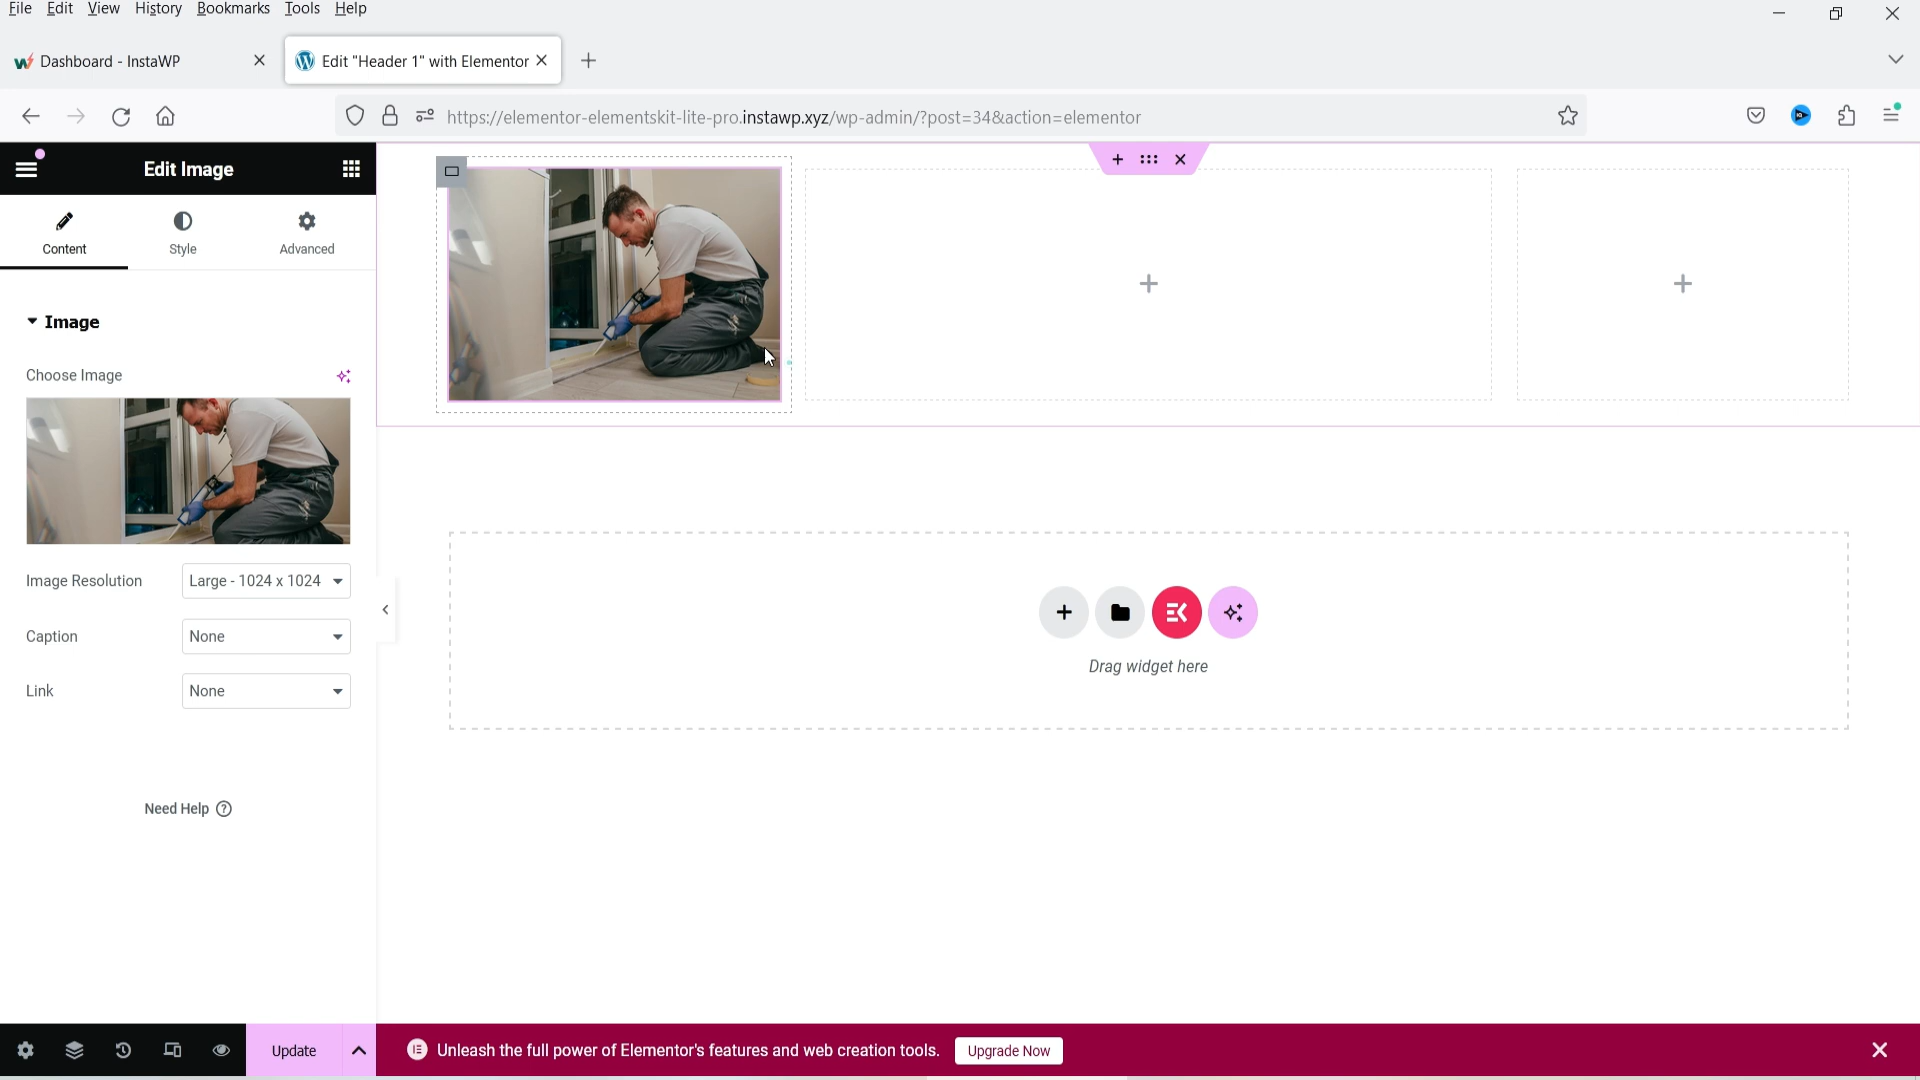 File Edit View History Bookmarks Tools Help
Dashboard - InstaWP
Edit "Header 1" with Elementor
https://elementor-elementskit-lite-pro.instawp.xyz/wp-admin/?post=34&action=elementor
Edit Image
Content Style Advanced
Image
Choose Image
Image Resolution Large - 1024 x 1024
Caption None
Link None
Need Help
Drag widget here
Update
Unleash the full power of Elementor's features and web creation tools. Upgrade Now